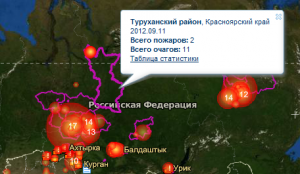 Туруханский район, Красноярский край
2012.09.11
Всего пожаров: 2
Всего очагов: 11
Таблица статистики
Российская Федерация
14
12
17
14
13
Ахтырка
10
Балдаштык
Курган
Урик